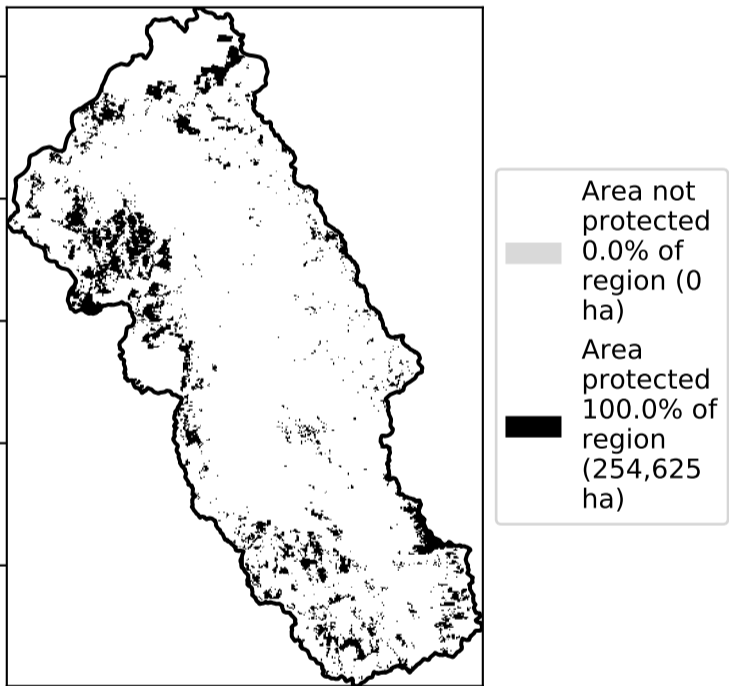 Area not
protected
0.0% of
region (0
ha)
Area
protected
100.0% of
region
(254,625
ha)